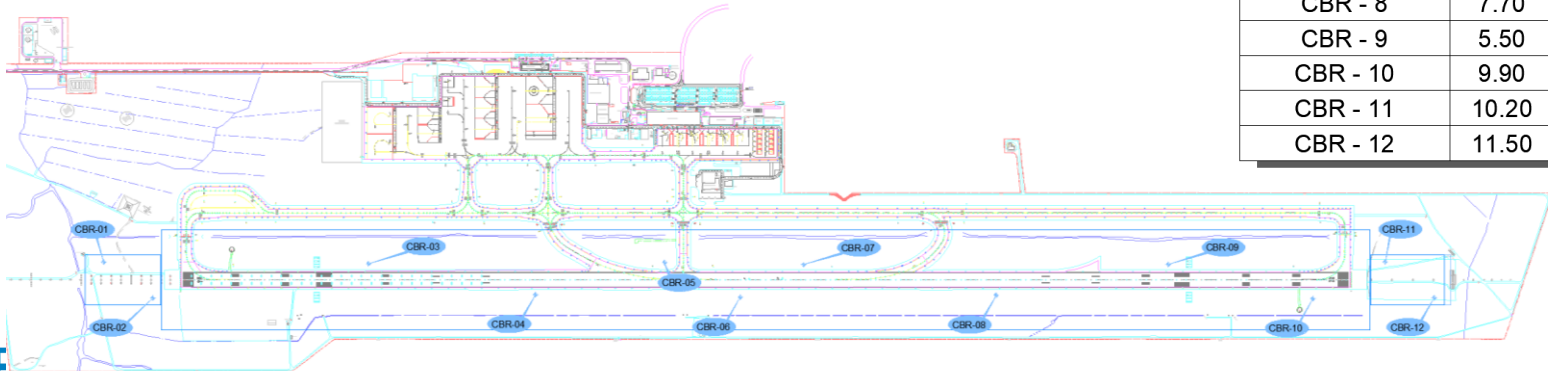 CBR - 8 7.70
CBR - 9 5.50
CBR - 10 9.90
CBR - 11 10.20
CBR - 12 11.50
CBR-01
CBR-03
CBR-07
CBR-09
CBR-11
CBR-05
CBR-02
CBR-04
CBR-06
CBR-08
CBR-10
CBR-12